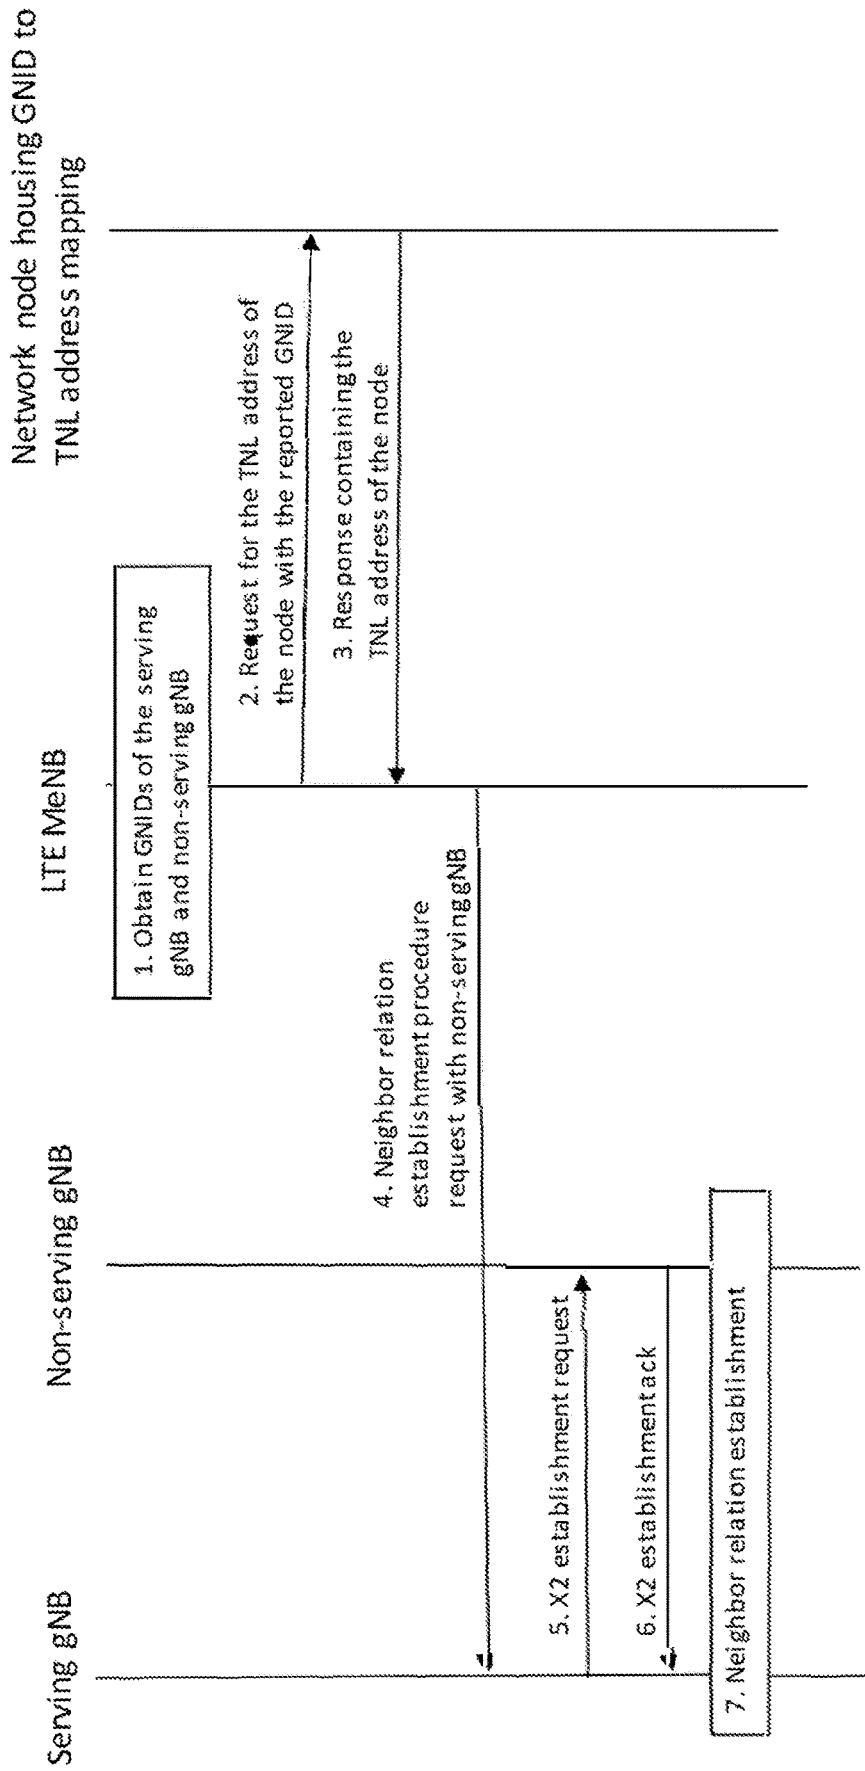 Serving gNB
Non-serving gNB
LTE MeNB
Network node housing GNID to
TNL address mapping
1. Obtain GNIDs of the serving
gNB and non-serving gNB
2. Request for the TNL address of
the node with the reported GNID
3. Response containing the
TNL address of the node
4. Neighbor relation
establishment procedure
request with non-serving gNB
5. X2 establishment request
6. X2 establishment ack
7. Neighbor relation establishment